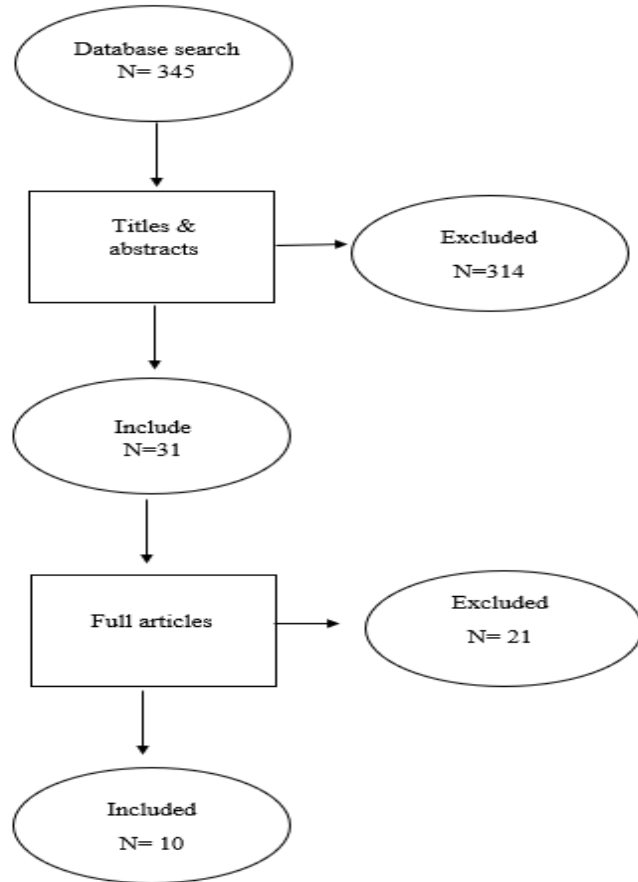 Database search
N= 345
Titles &
abstracts
Excluded
N=314
Include
N=31
Full articles
Excluded
N= 21
Included
N= 10